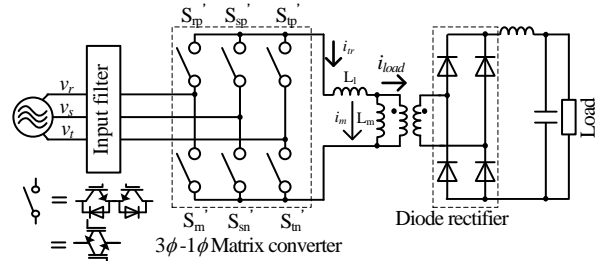 Srp' Ssp' Stp'
itr
iload
Ll
im
Lm
vr
vs
vt
Input filter
Load
=
=
Srn' Ssn' Stn'
3ϕ-1ϕ Matrix converter
Diode rectifier